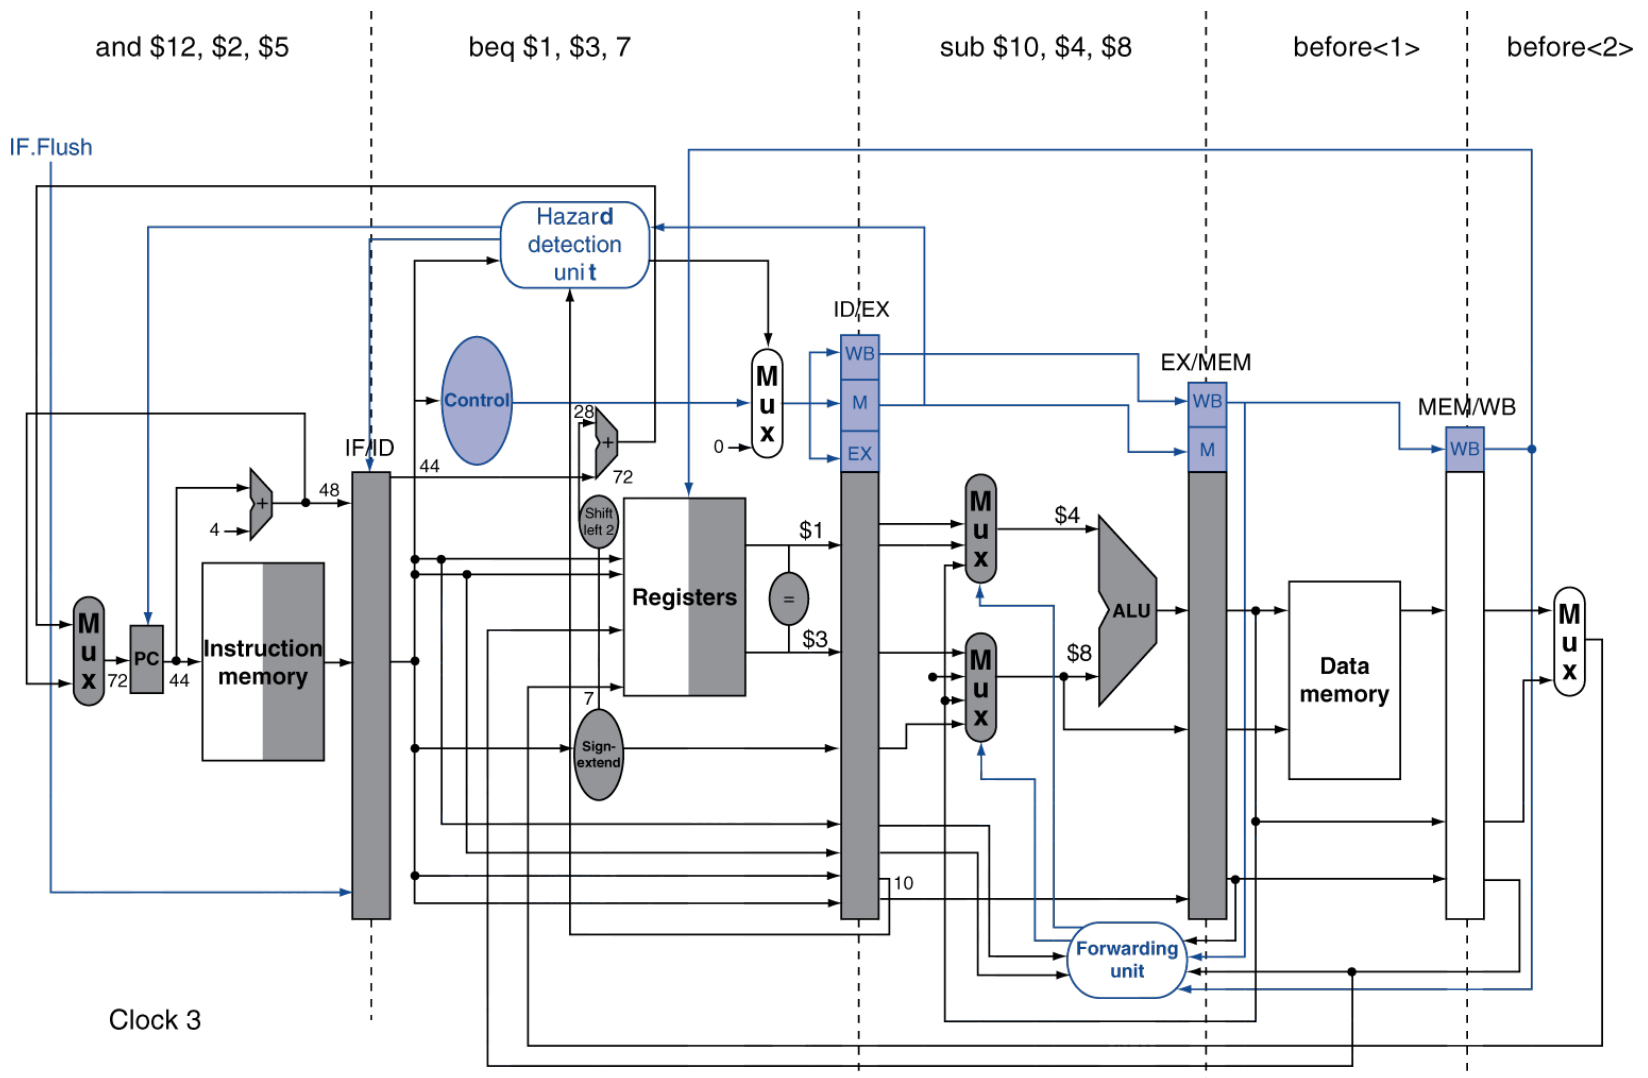 and $12, $2, $5
beq $1, $3, 7
sub $10, $4, $8
before<1>
before<2>
IF.Flush
Hazard
detection
unit
ID/EX
WB
M
EX
Control
Mux
0
28
+
72
EX/MEM
WB
M
MEM/WB
WB
IF/ID
44
48
+
4
Shift
left 2
Registers
$1
=
$3
Mux
$4
Mux
$8
ALU
Mux
72
PC
44
Instruction
memory
Data
memory
Mux
7
Sign-
extend
10
Forwarding
unit
Clock 3